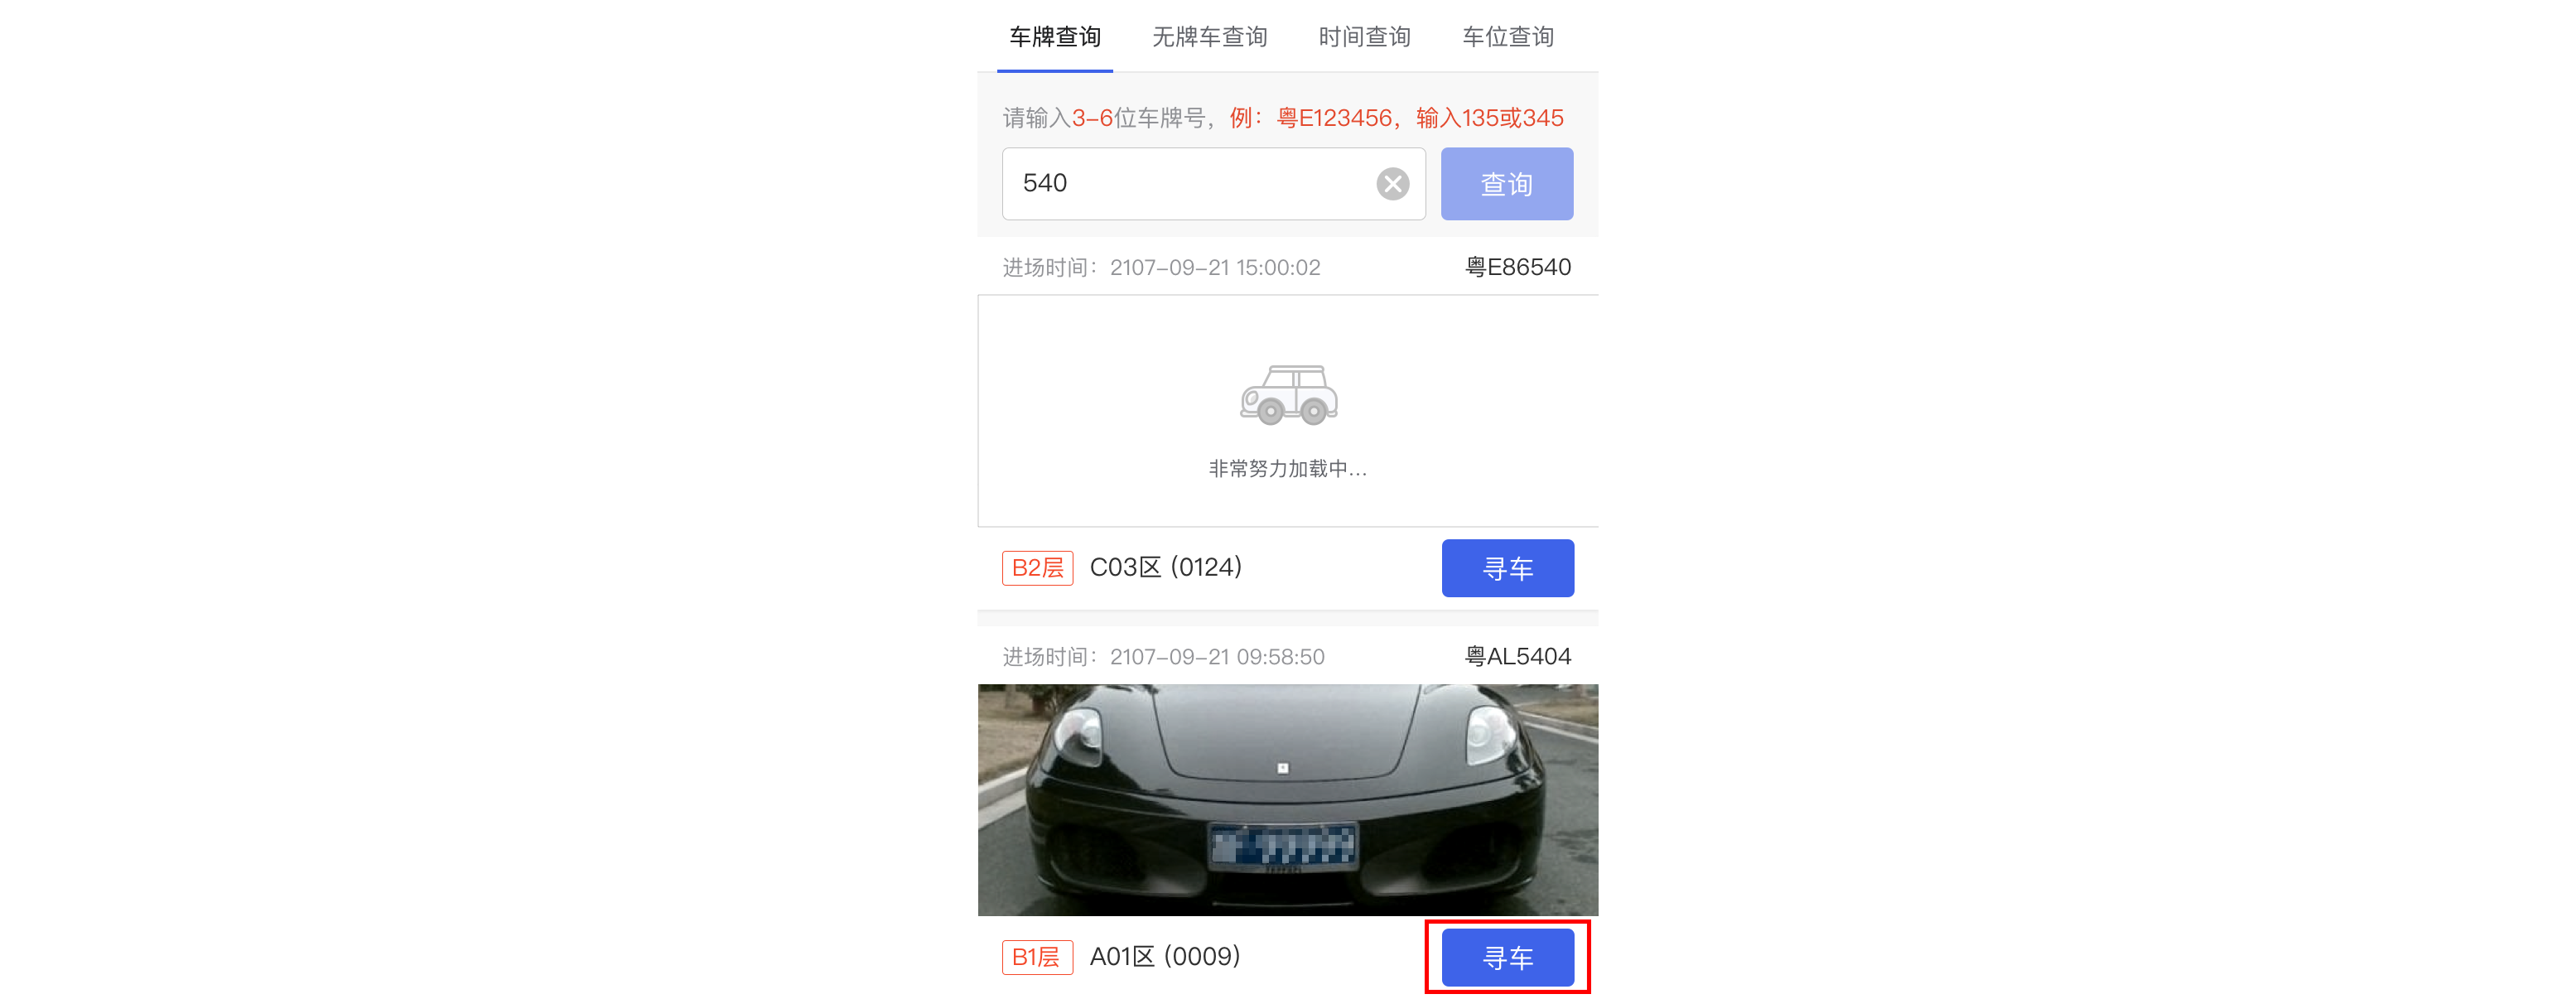 车牌查询 无牌车查询 时间查询 车位查询
请输入3-6位车牌号，例：粤E123456，输入135或345
540 查询
进场时间：2107-09-21 15:00:02 粤E86540
非常努力加载中...
B2层 C03区 (0124) 寻车
进场时间：2107-09-21 09:58:50 粤AL5404
B1层 A01区 (0009) 寻车